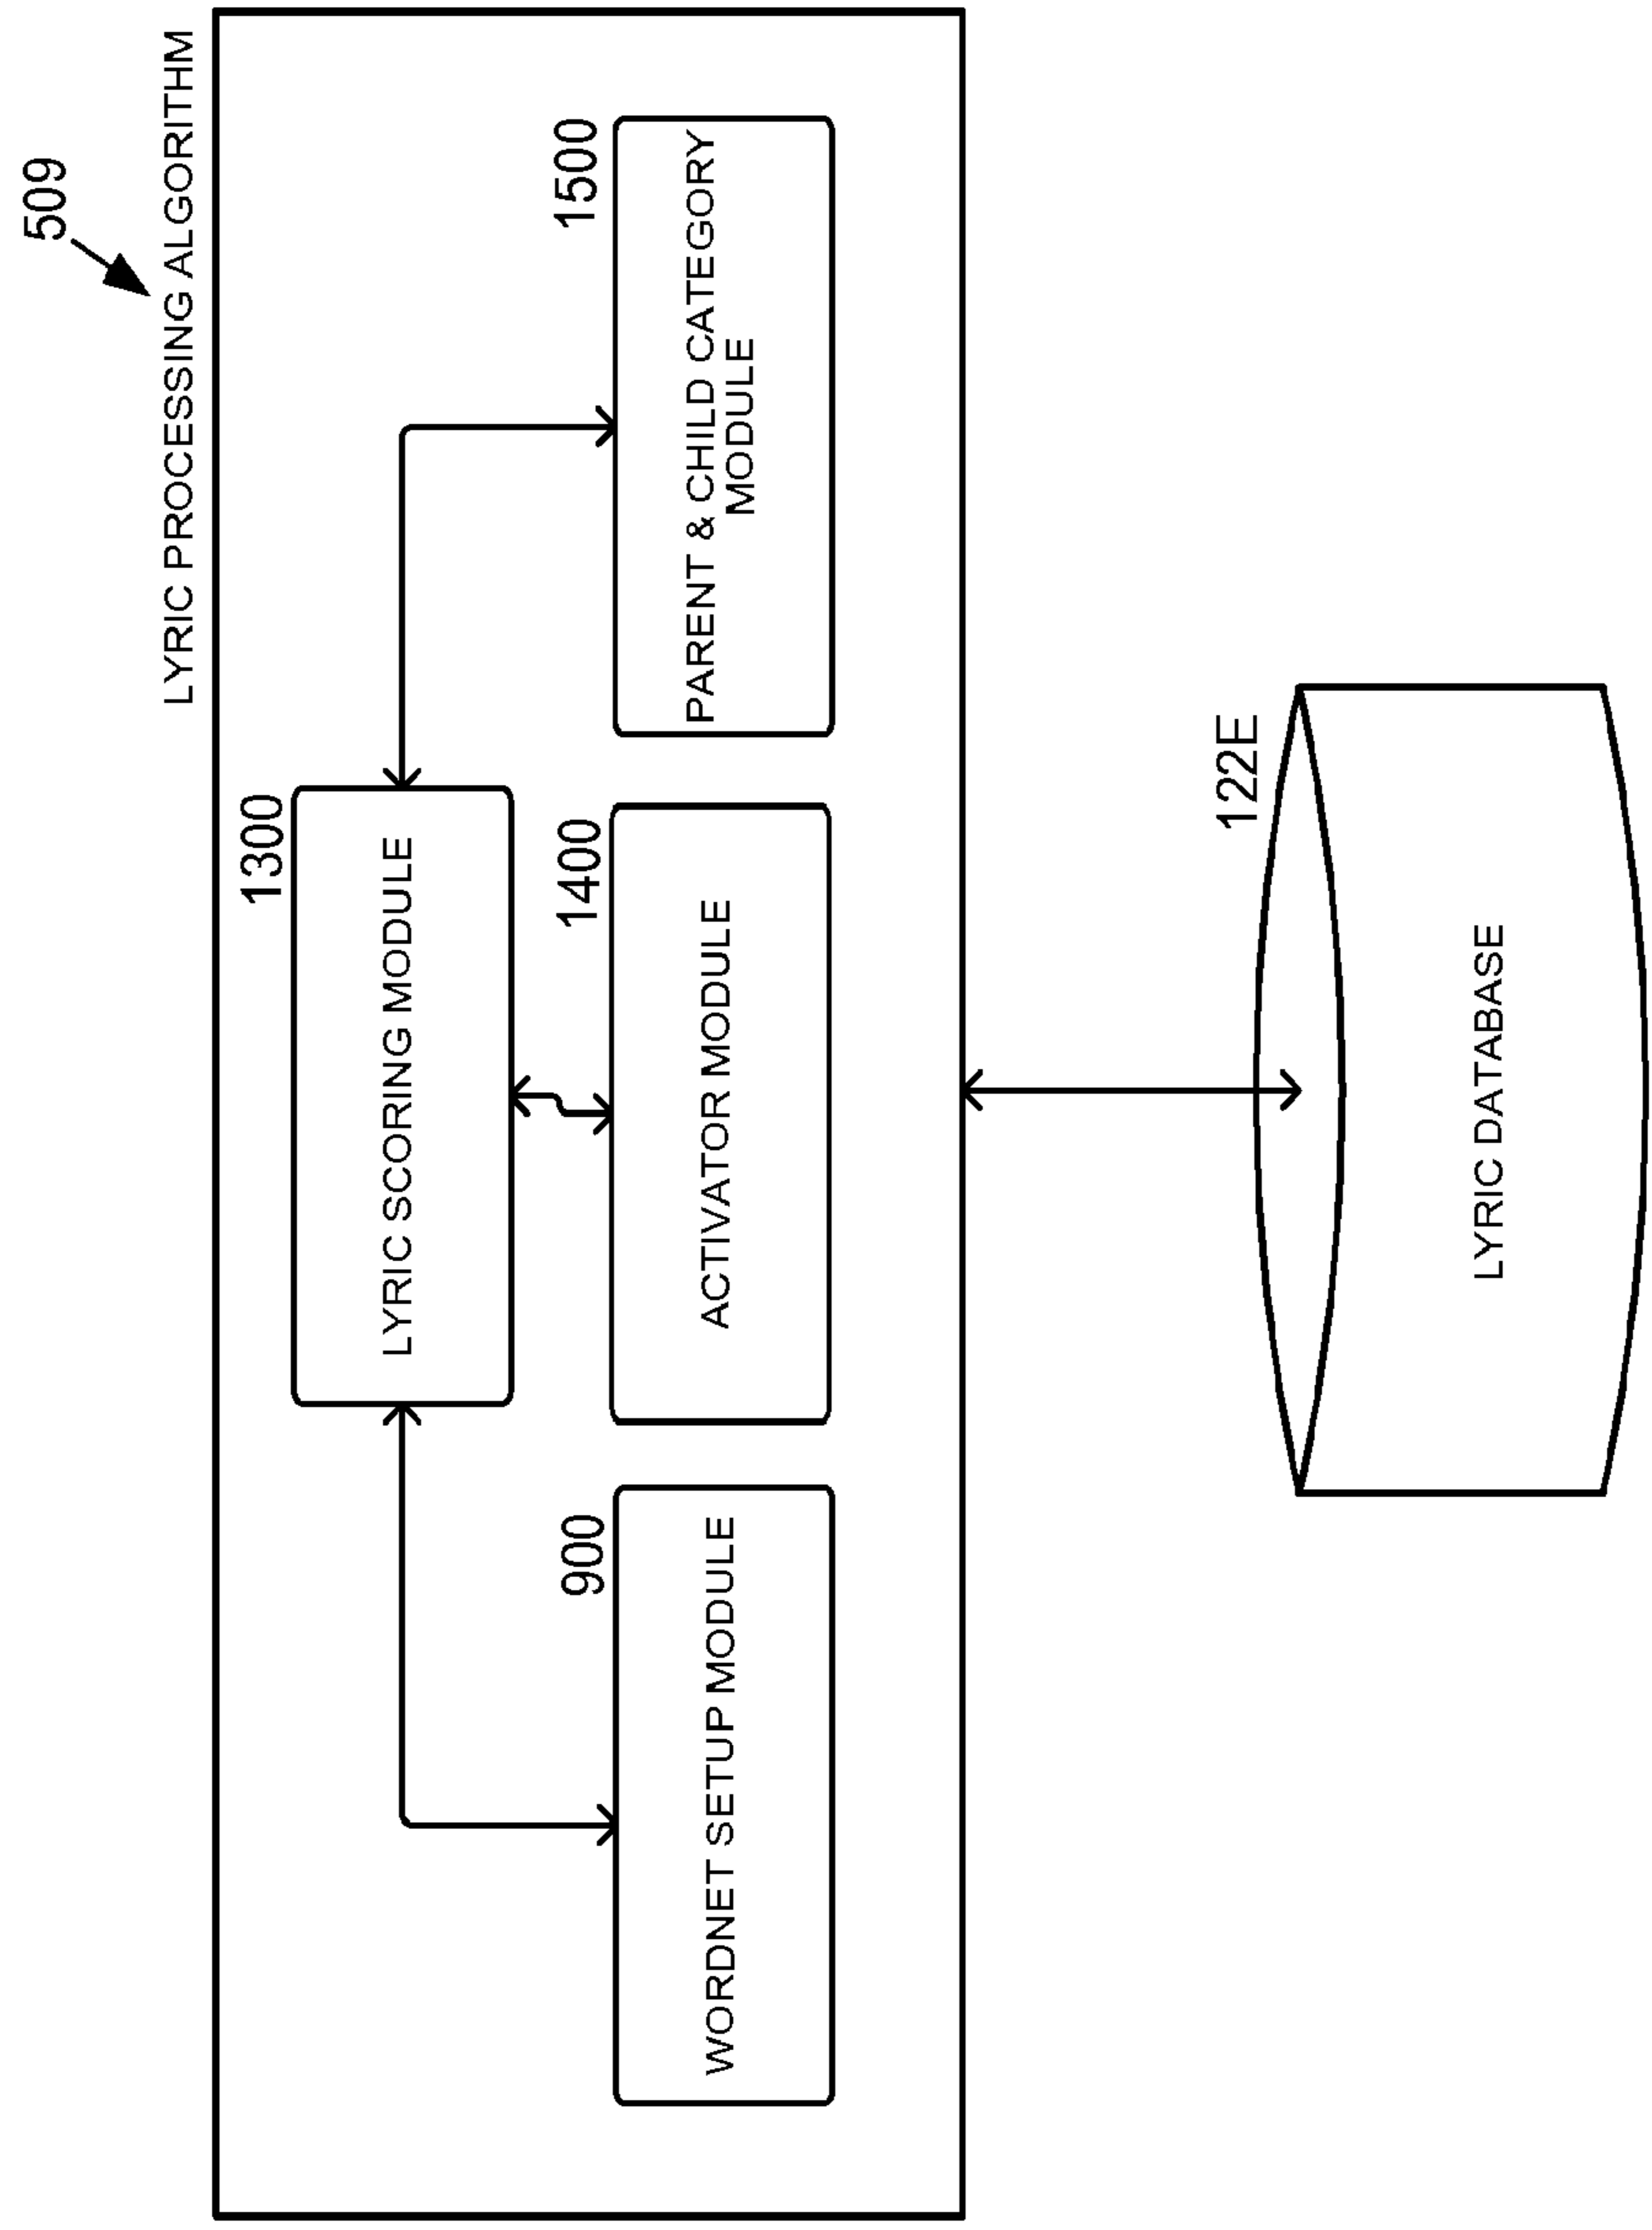 509
LYRIC PROCESSING ALGORITHM
1300
LYRIC SCORING MODULE
900
WORDNET SETUP MODULE
1400
ACTIVATOR MODULE
1500
PARENT & CHILD CATEGORY
MODULE
122E
LYRIC DATABASE